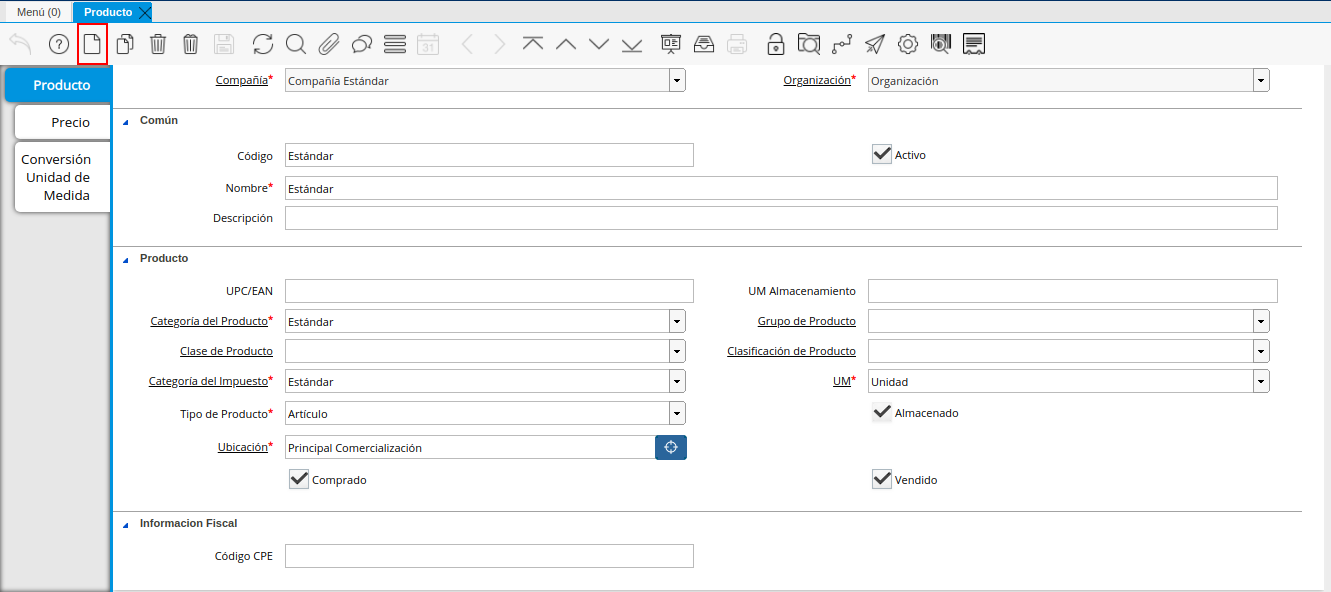 Menú (0) Producto
31
Producto
Precio
Conversión
Unidad de
Medida
Compañía* Compañía Estándar Organización* Organización
Común
Código Estándar Activo
Nombre* Estándar
Descripción
Producto
UPC/EAN UM Almacenamiento
Categoría del Producto* Estándar Grupo de Producto
Clase de Producto Clasificación de Producto
Categoría del Impuesto* Estándar UM* Unidad
Tipo de Producto* Artículo Almacenado
Ubicación* Principal Comercialización
Comprado Vendido
Informacion Fiscal
Código CPE